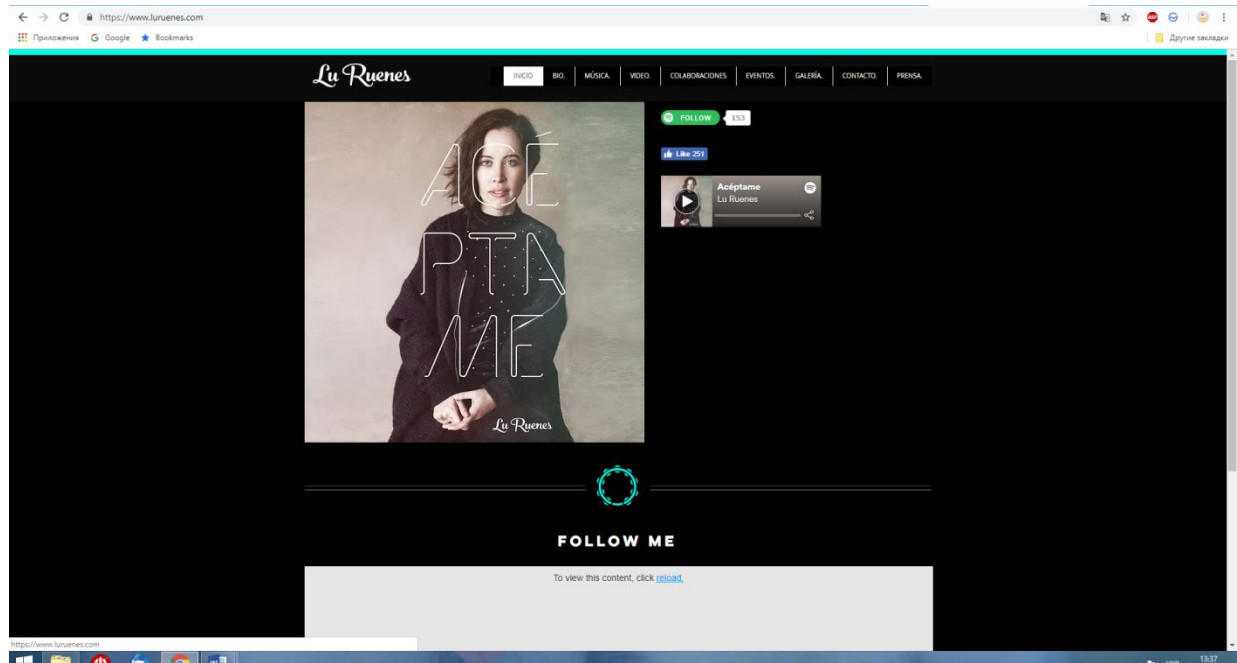 https://www.luruenes.com
Приложения Google Bookmarks Другие закладки
Lu Ruenes
INICIO BIO. MÚSICA. VIDEO. COLABORACIONES EVENTOS. GALERÍA. CONTACTO. PRENSA.
ACÉ
PTA
ME
Lu Ruenes
FOLLOW 153
Like 251
Acéptame
Lu Ruenes
FOLLOW ME
To view this content, click reload.
https://www.luruenes.com
13:37